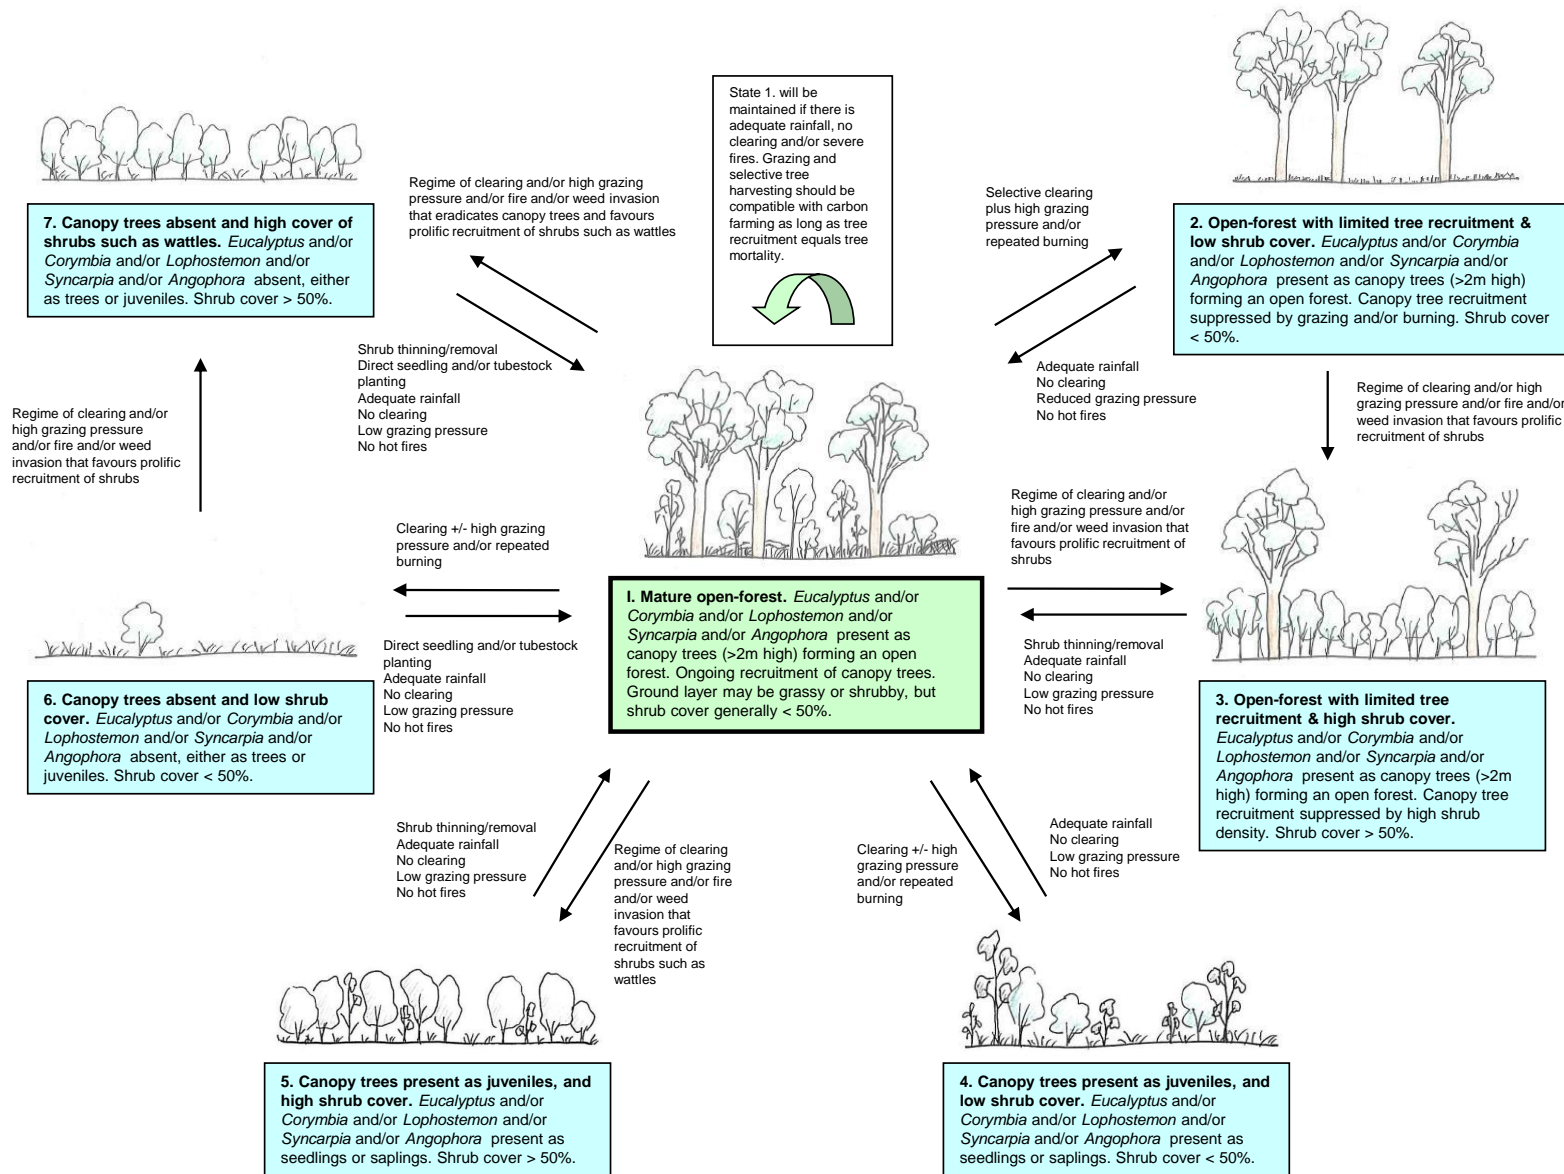 State 1. will be
maintained if there is
adequate rainfall, no
clearing and/or severe
fires. Grazing and
selective tree
harvesting should be
compatible with carbon
farming as long as tree
recruitment equals tree
mortality.
Regime of clearing and/or high grazing
pressure and/or fire and/or weed invasion
that eradicates canopy trees and favours
prolific recruitment of shrubs such as wattles
Selective clearing
plus high grazing
pressure and/or
repeated burning
7. Canopy trees absent and high cover of
shrubs such as wattles. Eucalyptus and/or
Corymbia and/or Lophostemon and/or
Syncarpia and/or Angophora absent, either
as trees or juveniles. Shrub cover > 50%.
2. Open-forest with limited tree recruitment &
low shrub cover. Eucalyptus and/or Corymbia
and/or Lophostemon and/or Syncarpia and/or
Angophora present as canopy trees (>2m high)
forming an open forest. Canopy tree recruitment
suppressed by grazing and/or burning. Shrub cover
< 50%.
Shrub thinning/removal
Direct seedling and/or tubestock
planting
Adequate rainfall
No clearing
Low grazing pressure
No hot fires
Adequate rainfall
No clearing
Reduced grazing pressure
No hot fires
Regime of clearing and/or high
grazing pressure and/or fire and/or
weed invasion that favours prolific
recruitment of shrubs
Regime of clearing and/or
high grazing pressure
and/or fire and/or weed
invasion that favours prolific
recruitment of shrubs
Clearing +/- high grazing
pressure and/or repeated
burning
Regime of clearing and/or
high grazing pressure and/or
fire and/or weed invasion that
favours prolific recruitment of
shrubs
I. Mature open-forest. Eucalyptus and/or
Corymbia and/or Lophostemon and/or
Syncarpia and/or Angophora present as
canopy trees (>2m high) forming an open
forest. Ongoing recruitment of canopy trees.
Ground layer may be grassy or shrubby, but
shrub cover generally < 50%.
Direct seedling and/or tubestock
planting
Adequate rainfall
No clearing
Low grazing pressure
No hot fires
Shrub thinning/removal
Adequate rainfall
No clearing
Low grazing pressure
No hot fires
6. Canopy trees absent and low shrub
cover. Eucalyptus and/or Corymbia and/or
Lophostemon and/or Syncarpia and/or
Angophora absent, either as trees or
juveniles. Shrub cover < 50%.
3. Open-forest with limited tree
recruitment & high shrub cover.
Eucalyptus and/or Corymbia and/or
Lophostemon and/or Syncarpia and/or
Angophora present as canopy trees (>2m
high) forming an open forest. Canopy tree
recruitment suppressed by high shrub
density. Shrub cover > 50%.
Shrub thinning/removal
Adequate rainfall
No clearing
Low grazing pressure
No hot fires
Regime of clearing
and/or high grazing
pressure and/or fire
and/or weed
invasion that
favours prolific
recruitment of
shrubs such as
wattles
Clearing +/- high
grazing pressure
and/or repeated
burning
Adequate rainfall
No clearing
Low grazing pressure
No hot fires
5. Canopy trees present as juveniles, and
high shrub cover. Eucalyptus and/or
Corymbia and/or Lophostemon and/or
Syncarpia and/or Angophora present as
seedlings or saplings. Shrub cover > 50%.
4. Canopy trees present as juveniles, and
low shrub cover. Eucalyptus and/or
Corymbia and/or Lophostemon and/or
Syncarpia and/or Angophora present as
seedlings or saplings. Shrub cover < 50%.